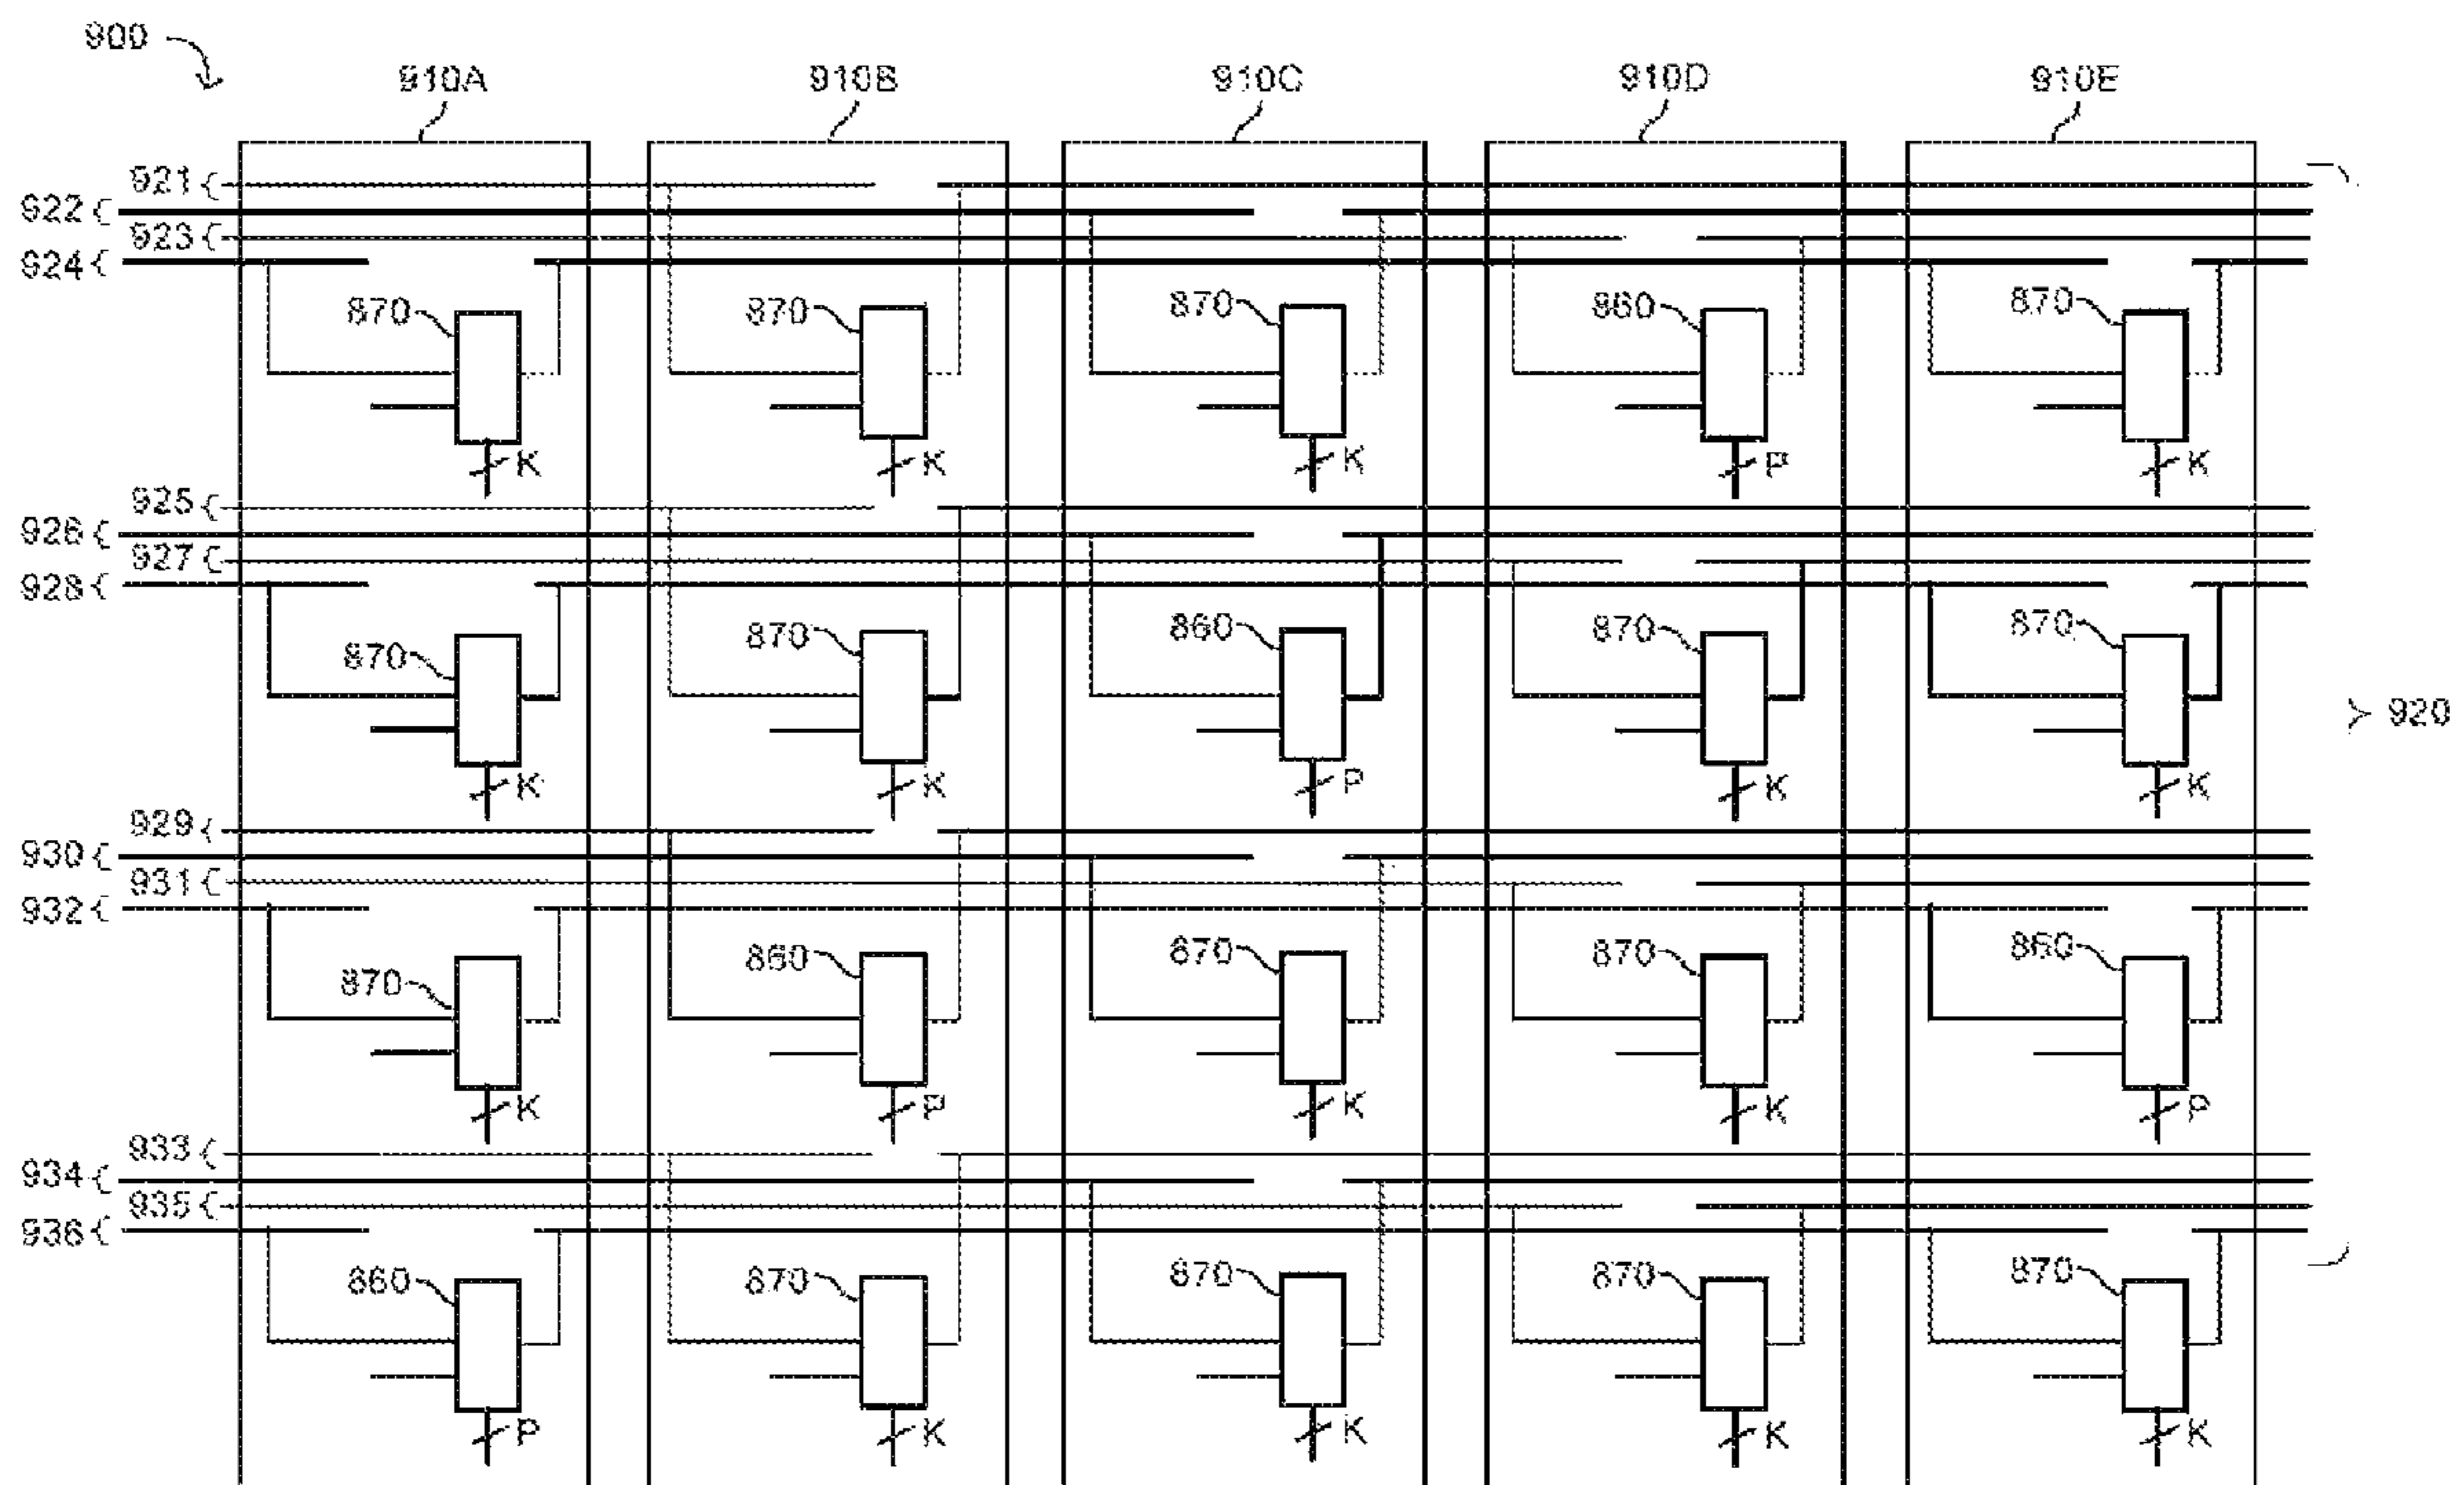 900
910A 910B 910C 910D 910E
921
922
923
924
870 870 870 860 870
K K K P K
925
926
927
928
870 870 860 870 870
K K P K K
920
929
930
931
932
870 860 870 870 860
K P K K P
933
934
935
936
860 870 870 870 870
P K K K K